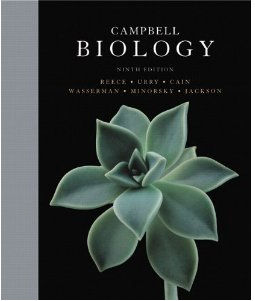 CAMPBELL
BIOLOGY
NINTH EDITION
REECE • URRY • CAIN
WASSERMAN • MINORSKY • JACKSON